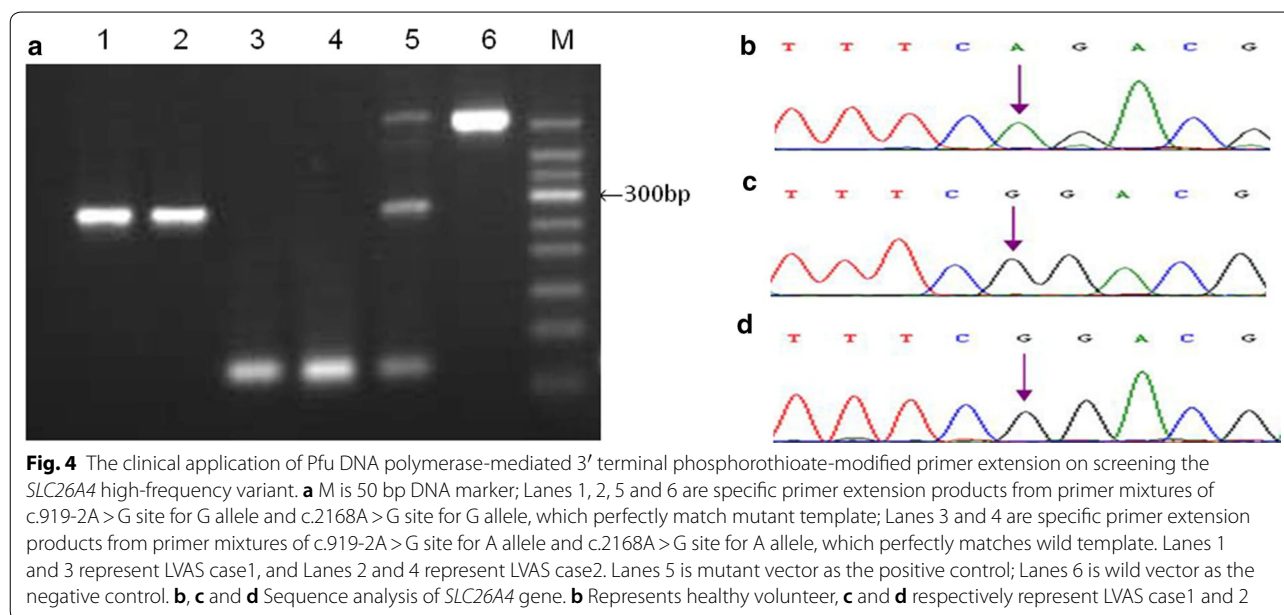 a 1 2 3 4 5 6 M
←300bp
b T T T C A G A C G
c T T T C G G A C G
d T T T C G G A C G
Fig. 4 The clinical application of Pfu DNA polymerase-mediated 3′ terminal phosphorothioate-modified primer extension on screening the
SLC26A4 high-frequency variant. a M is 50 bp DNA marker; Lanes 1, 2, 5 and 6 are specific primer extension products from primer mixtures of
c.919-2A > G site for G allele and c.2168A > G site for G allele, which perfectly match mutant template; Lanes 3 and 4 are specific primer extension
products from primer mixtures of c.919-2A > G site for A allele and c.2168A > G site for A allele, which perfectly matches wild template. Lanes 1
and 3 represent LVAS case1, and Lanes 2 and 4 represent LVAS case2. Lanes 5 is mutant vector as the positive control; Lanes 6 is wild vector as the
negative control. b, c and d Sequence analysis of SLC26A4 gene. b Represents healthy volunteer, c and d respectively represent LVAS case1 and 2